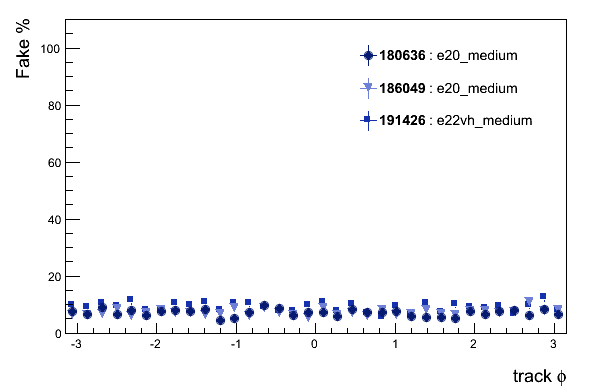 Fake %
100
80
60
40
20
0
180636 : e20_medium
186049 : e20_medium
191426 : e22vh_medium
-3 -2 -1 0 1 2 3
track ϕ